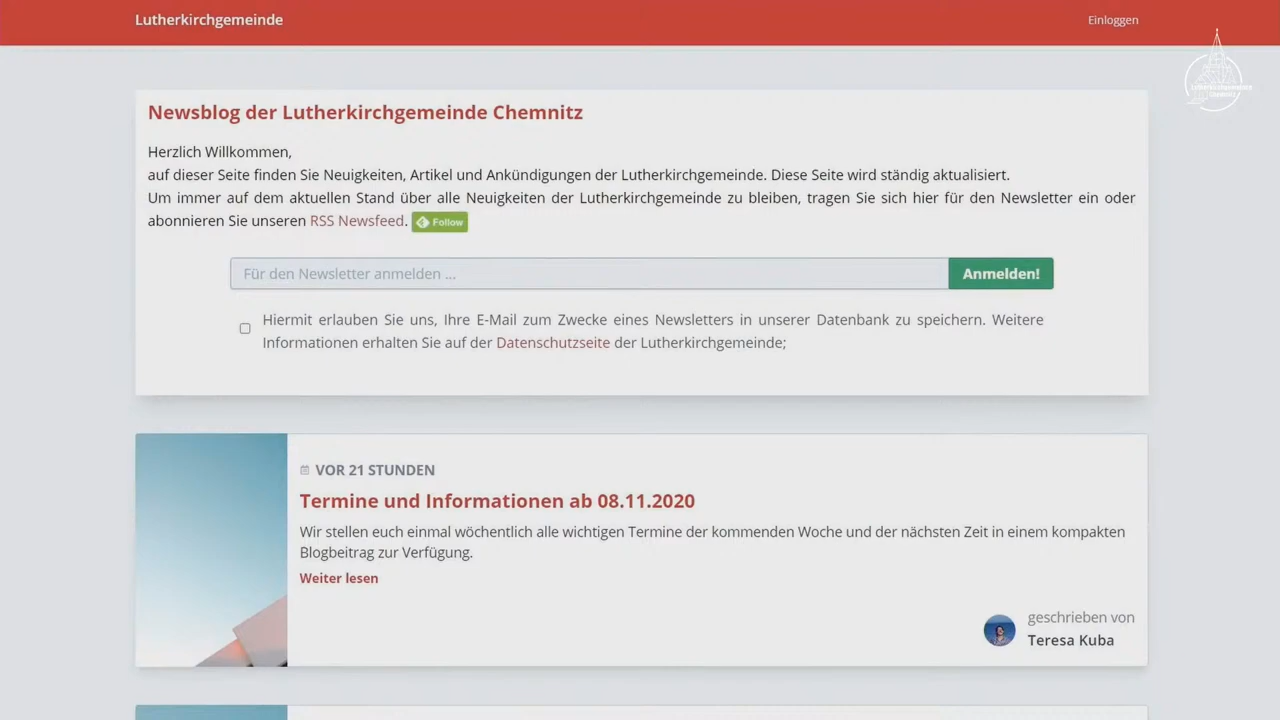 Lutherkirchgemeinde
Einloggen
Lutherkirchgemeinde
Chemnitz
Newsblog der Lutherkirchgemeinde Chemnitz
Herzlich Willkommen,
auf dieser Seite finden Sie Neuigkeiten, Artikel und Ankündigungen der Lutherkirchgemeinde. Diese Seite wird ständig aktualisiert.
Um immer auf dem aktuellen Stand über alle Neuigkeiten der Lutherkirchgemeinde zu bleiben, tragen Sie sich hier für den Newsletter ein oder
abonnieren Sie unseren RSS Newsfeed. Follow
Für den Newsletter anmelden ...
Anmelden!
Hiermit erlauben Sie uns, Ihre E-Mail zum Zwecke eines Newsletters in unserer Datenbank zu speichern. Weitere
Informationen erhalten Sie auf der Datenschutzseite der Lutherkirchgemeinde;
VOR 21 STUNDEN
Termine und Informationen ab 08.11.2020
Wir stellen euch einmal wöchentlich alle wichtigen Termine der kommenden Woche und der nächsten Zeit in einem kompakten
Blogbeitrag zur Verfügung.
Weiter lesen
geschrieben von
Teresa Kuba